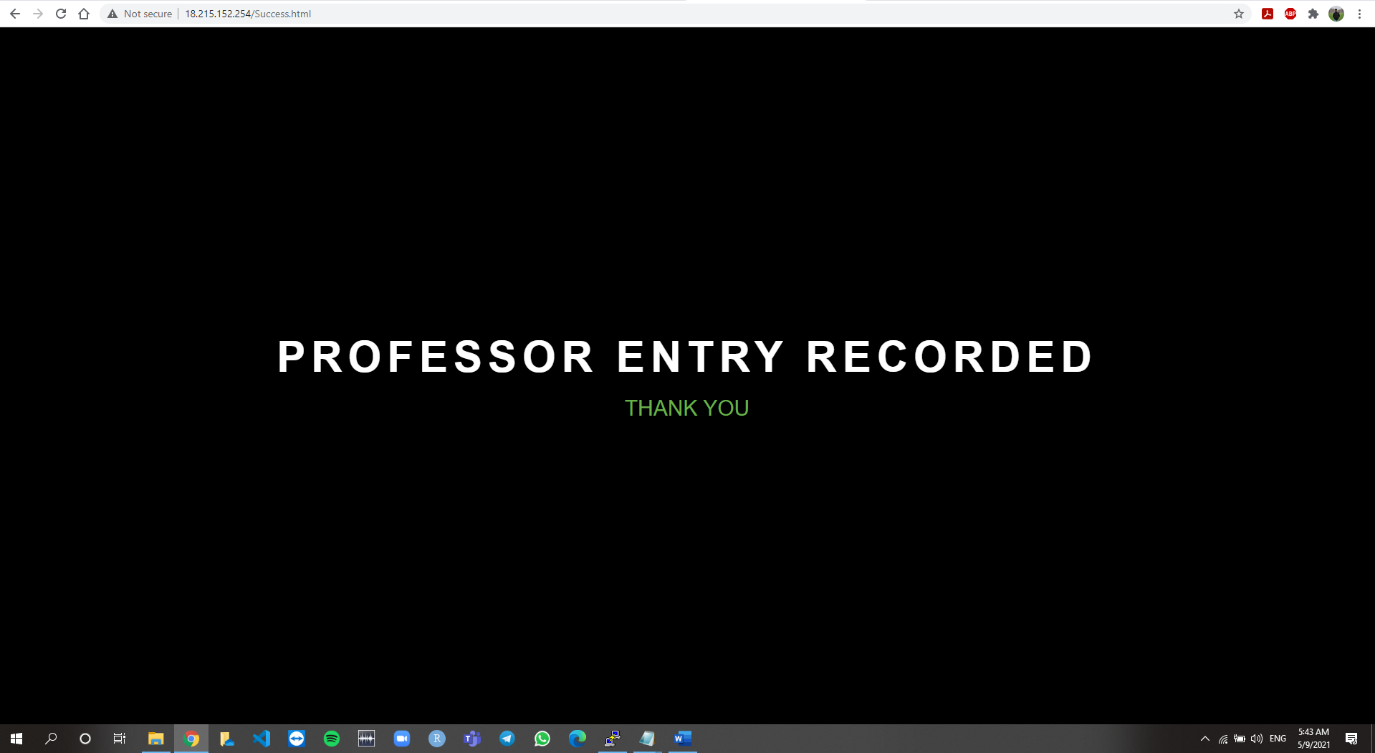 Not secure | 18.215.152.254/Success.html
ABP
PROFESSOR ENTRY RECORDED
THANK YOU
R
T
W
ENG
5:43 AM
5/9/2021